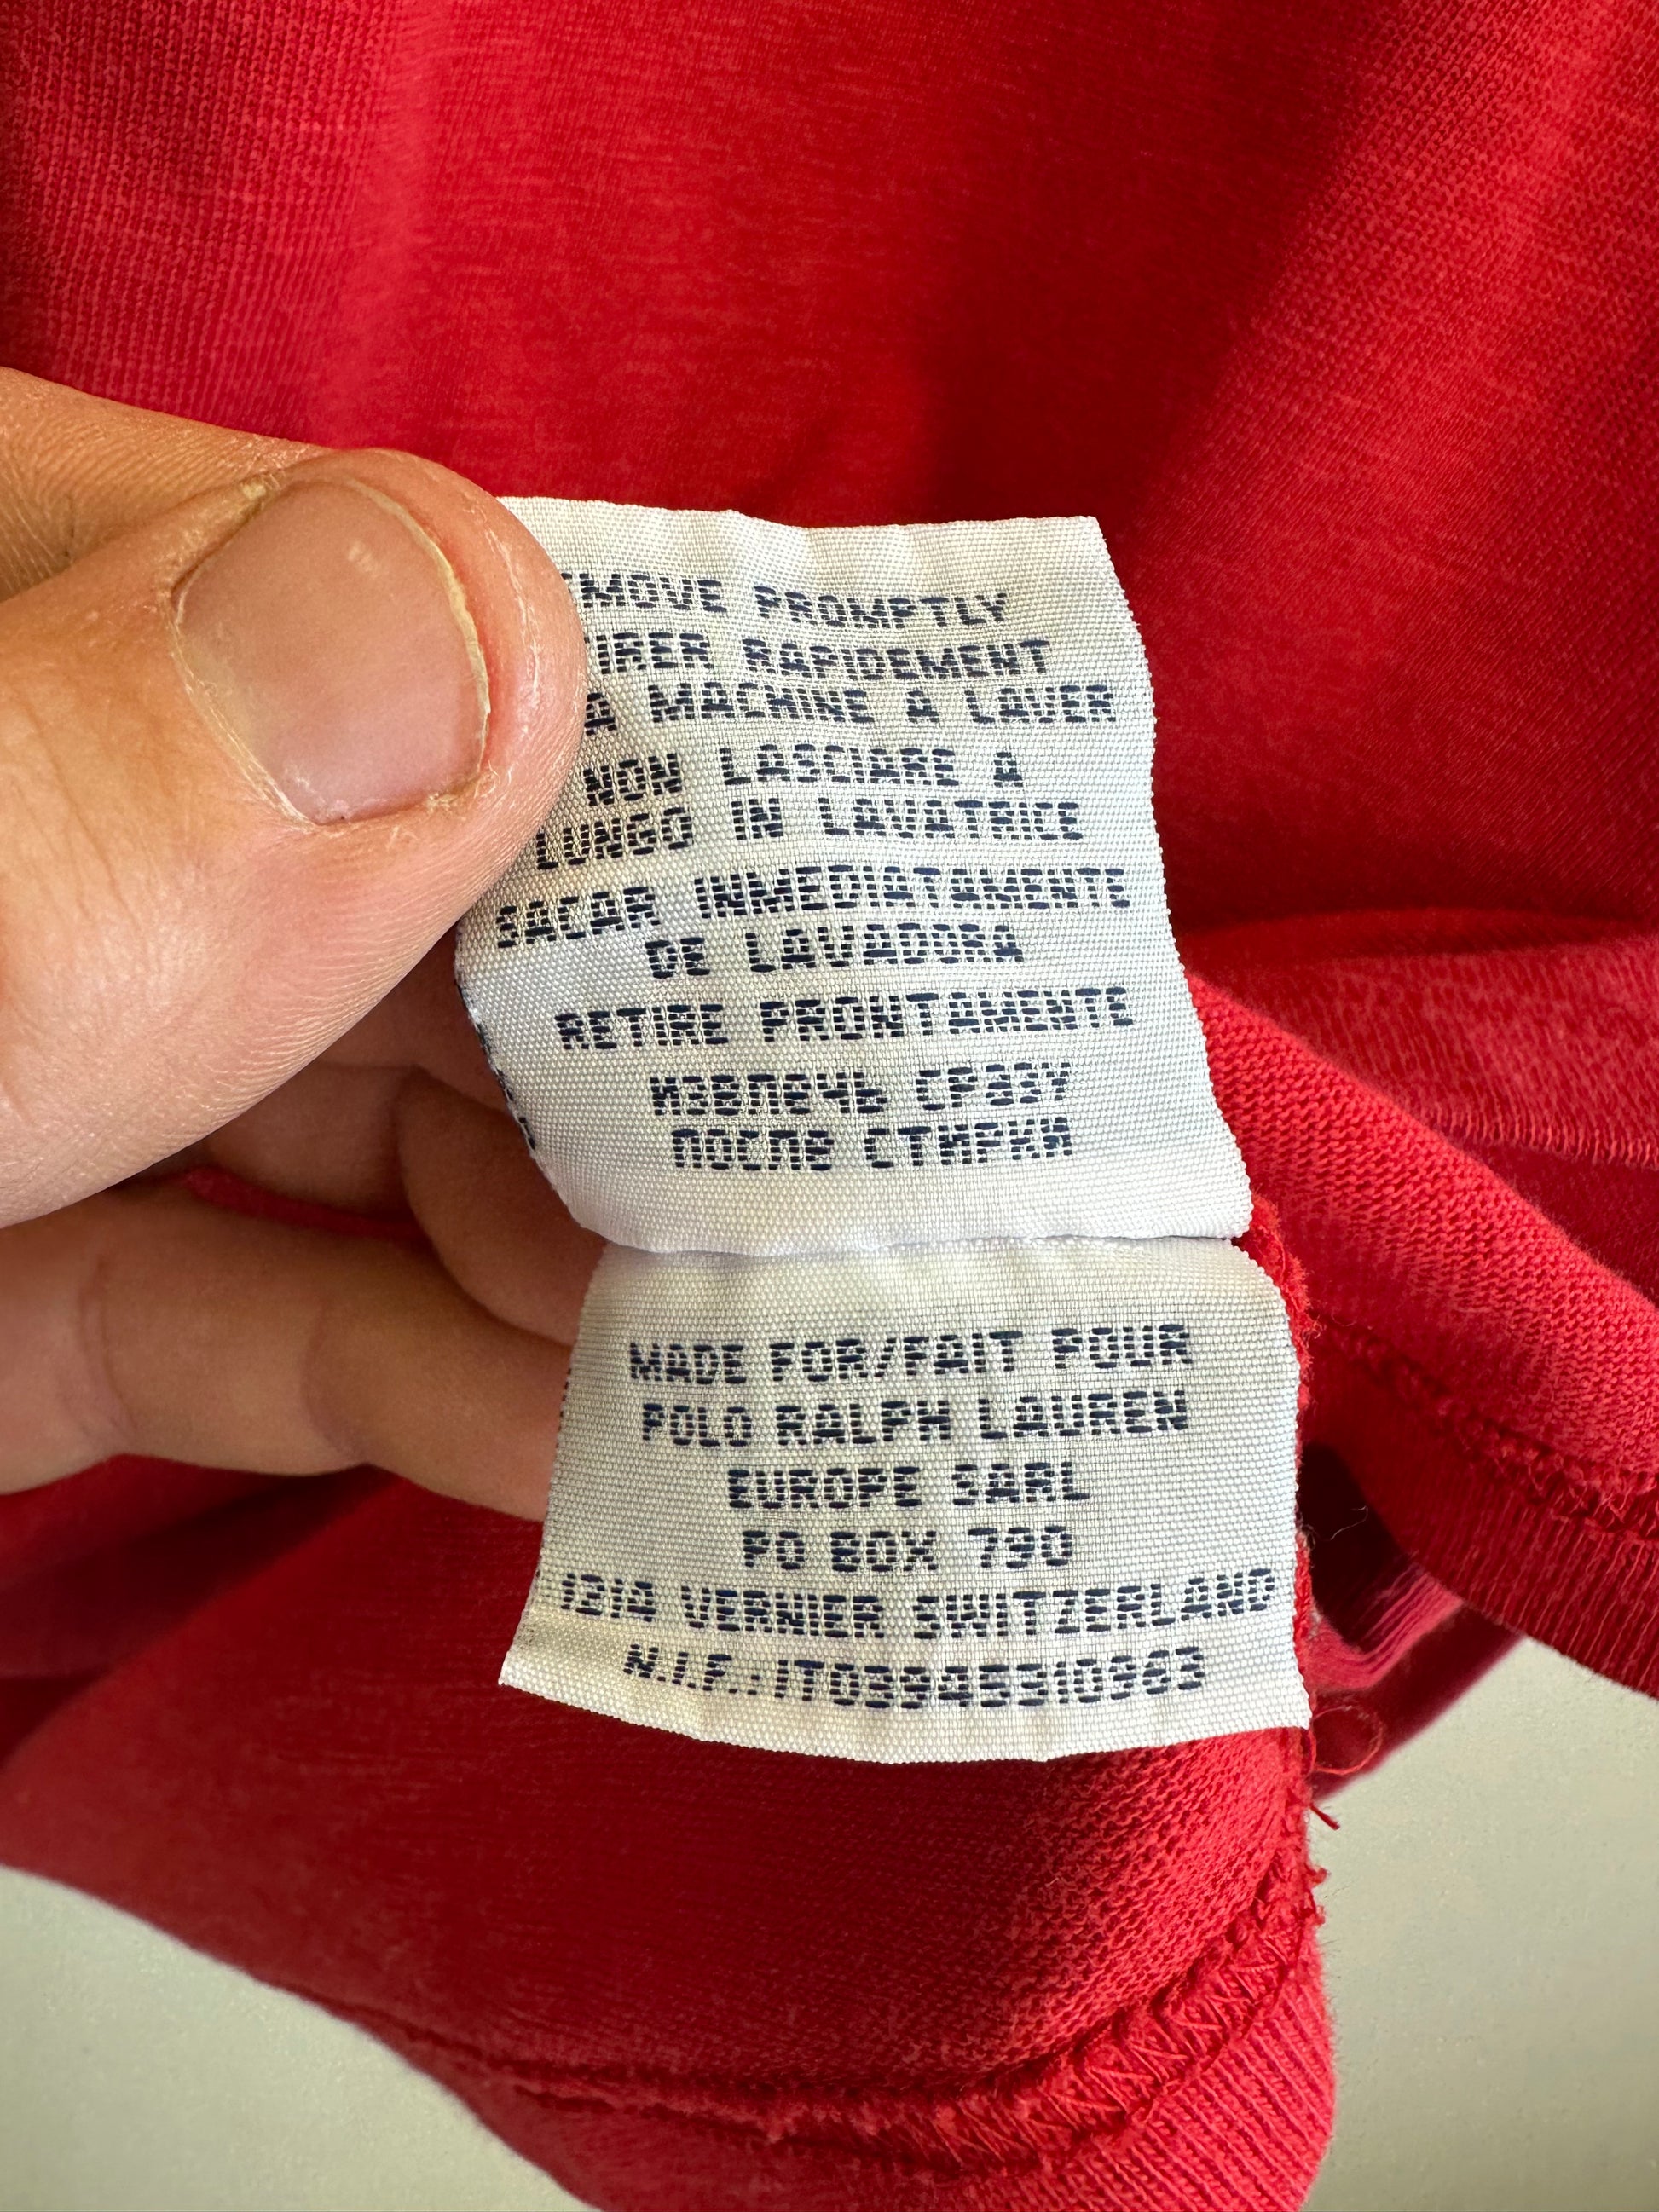 EMOVE PROMPTLY
TIRER RAPIDEMENT
A MACHINE A LAVER
NON LASCIARE A
LUNGO IN LAVATRICE
SACAR INMEDIATAMENTE
DE LAVADORA
RETIRE PRONTAMENTE
ИЗВЛЕЧЬ СРАЗУ
ПОСЛЕ СТИРКИ
MADE FOR/FAIT POUR
POLO RALPH LAUREN
EUROPE SARL
PO BOX 790
1214 VERNIER SWITZERLAND
N.I.F.:IT03945310963